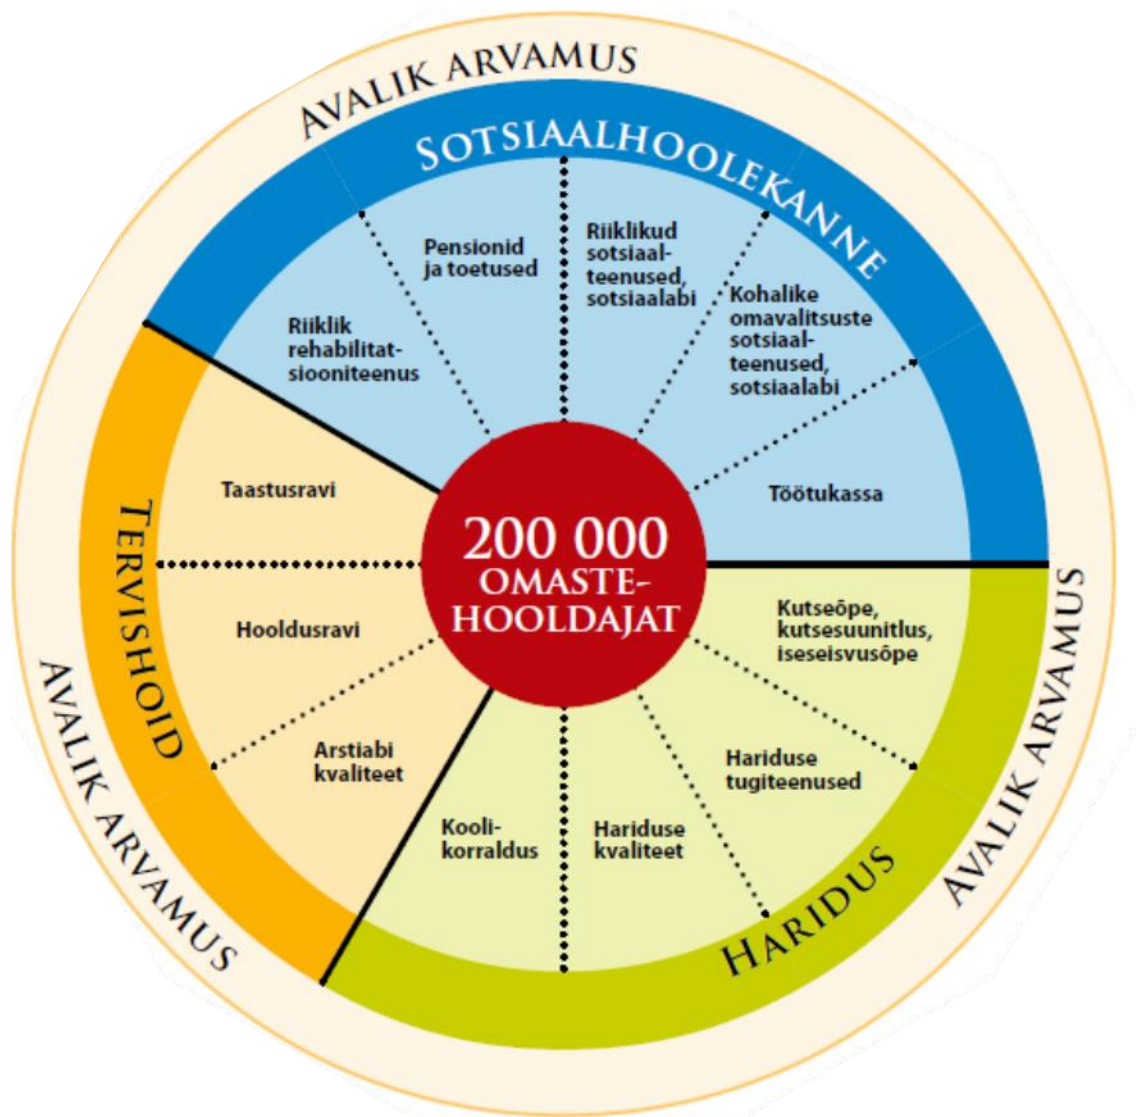 AVALIK ARVAMUS
SOTSIAALHOOLEKANNE
Pensionid
ja toetused
Riiklikud
sotsiaal-
teenused,
sotsiaalabi
Riiklik
rehabilitat-
siooniteenus
Kohalike
omavalitsuste
sotsiaal-
teenused,
sotsiaalabi
Töötukassa
Taastusravi
TERVISHOID
Hooldusravi
Arstiabi
kvaliteet
200 000
OMASTE-
HOOLDAJAT
Kutseõpe,
kutsesuunitlus,
iseseisvusõpe
Hariduse
tugiteenused
Hariduse
kvaliteet
Kooli-
korraldus
HARIDUS
AVALIK ARVAMUS
AVALIK ARVAMUS